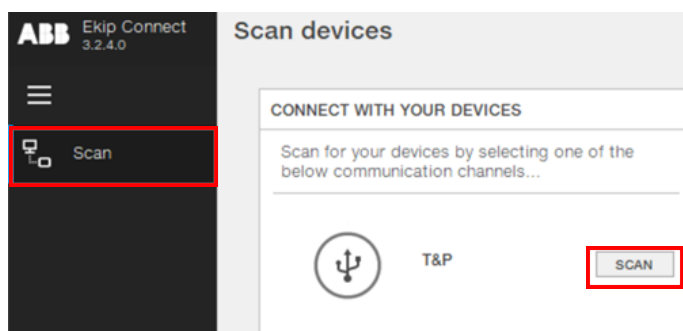 ABB Ekip Connect
3.2.4.0
Scan
Scan devices
CONNECT WITH YOUR DEVICES
Scan for your devices by selecting one of the
below communication channels...
T&P
SCAN